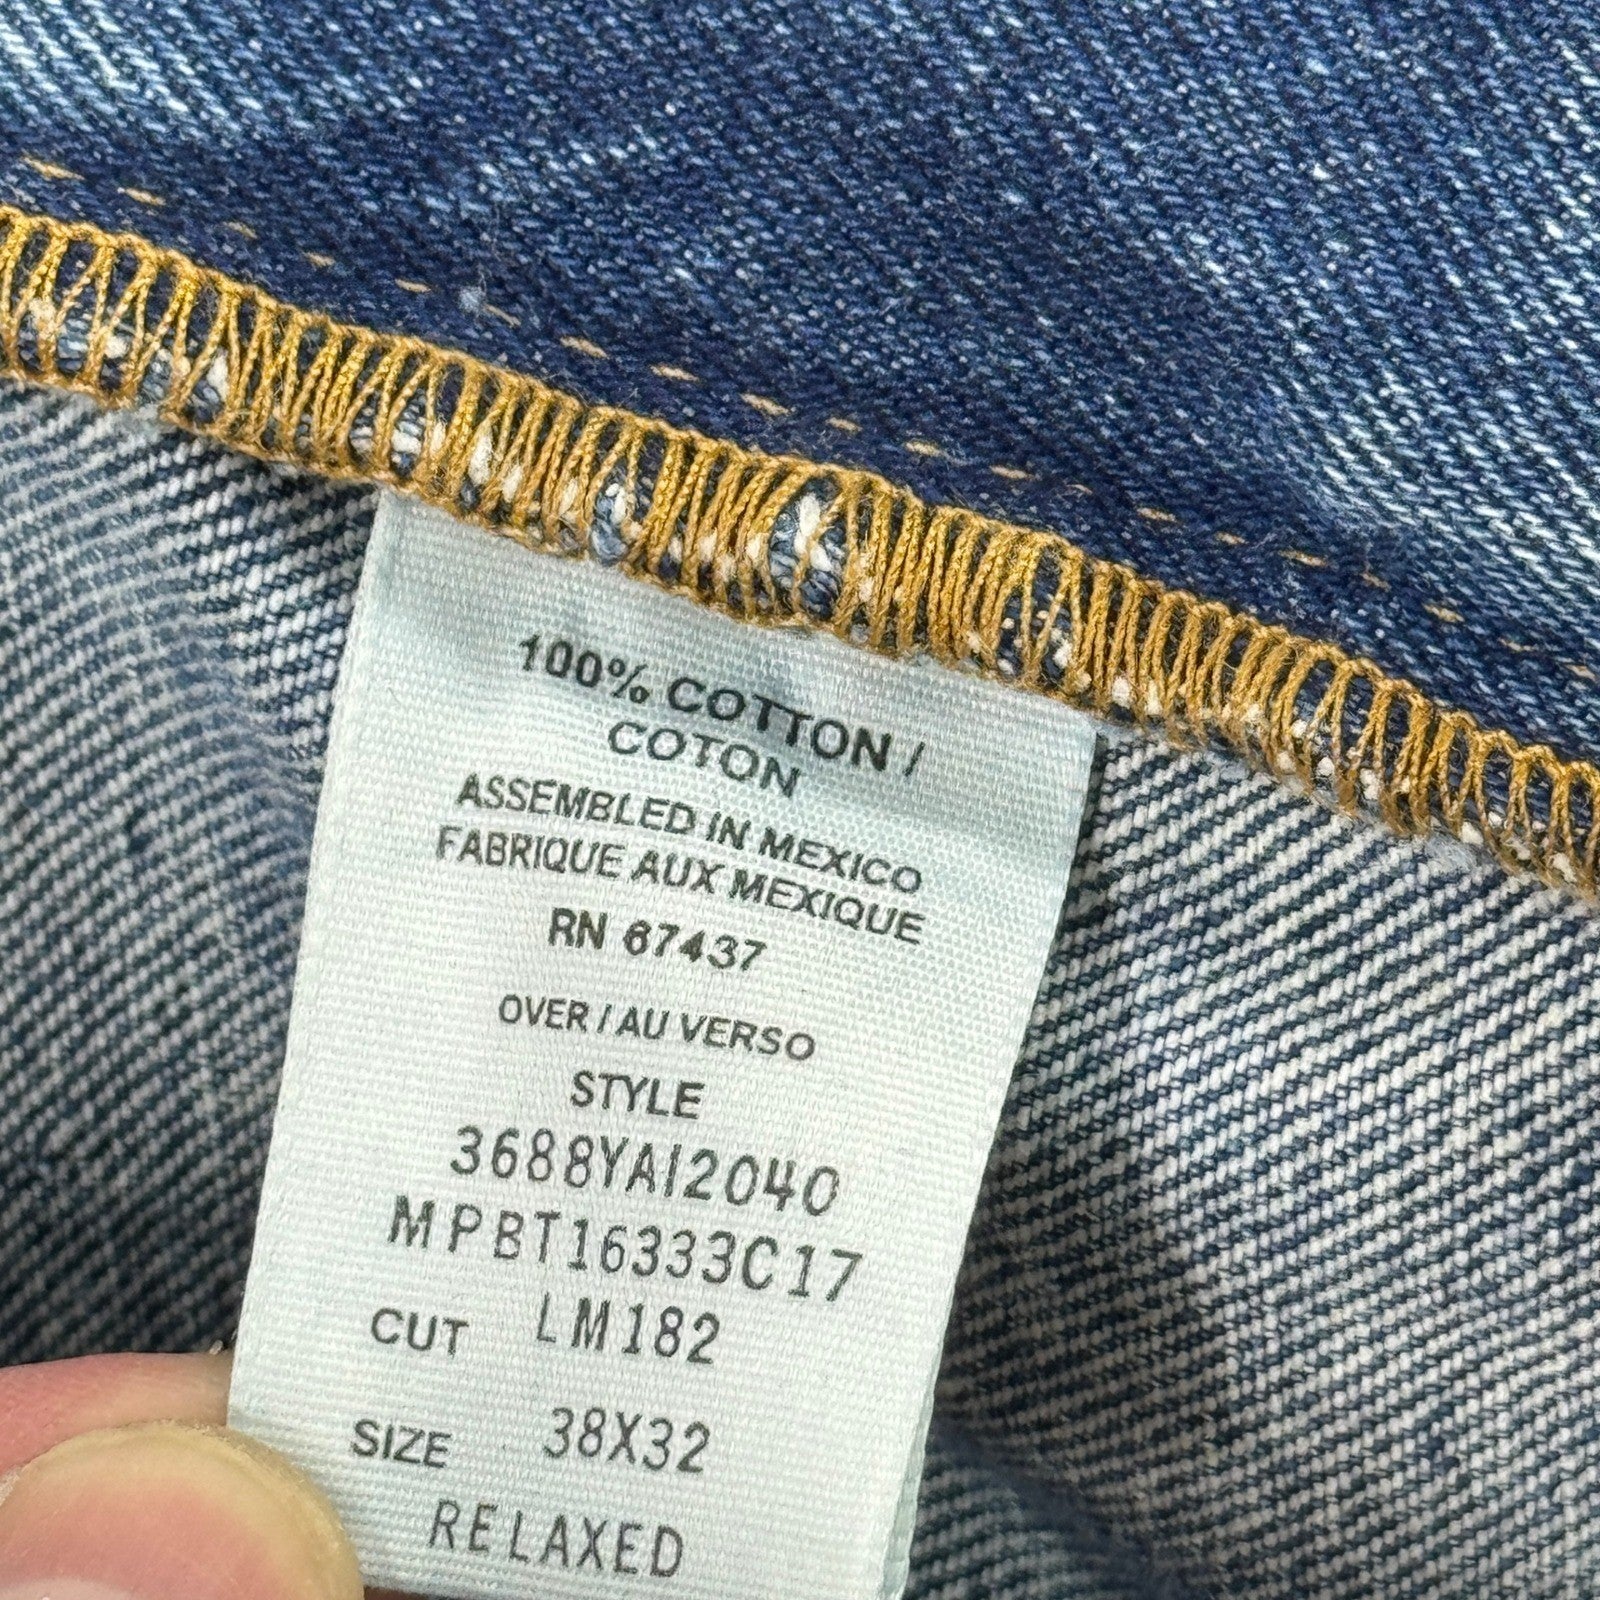 100% COTTON /
COTON
ASSEMBLED IN MEXICO
FABRIQUE AUX MEXIQUE
RN 67437
OVER / AU VERSO
STYLE
3688YAI2040
MPBT16333C17
CUT LM182
SIZE 38X32
RELAXED